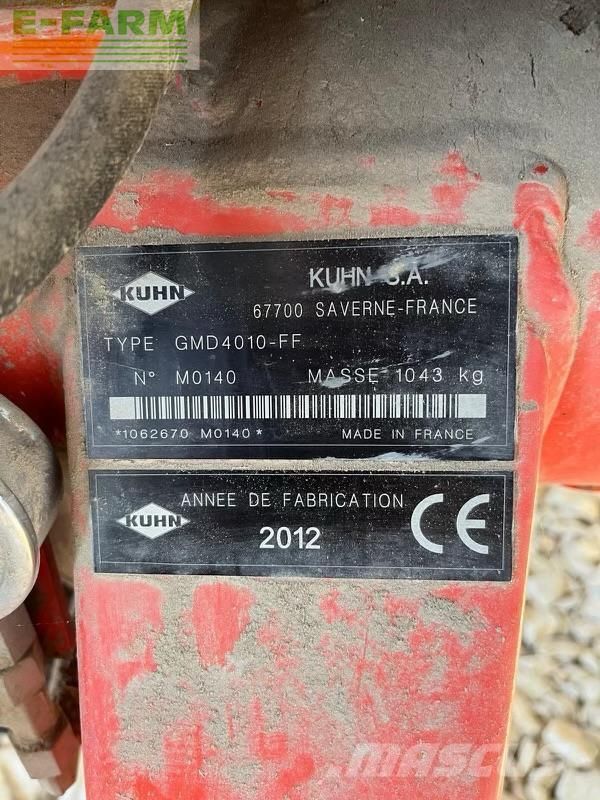 E-FARM
KUHN
KUHN S.A.
67700 SAVERNE-FRANCE
TYPE GMD4010-FF
N° M0140 MASSE 1043 kg
*1062670 M0140* MADE IN FRANCE
KUHN
ANNEE DE FABRICATION
2012
CE
MASCUS